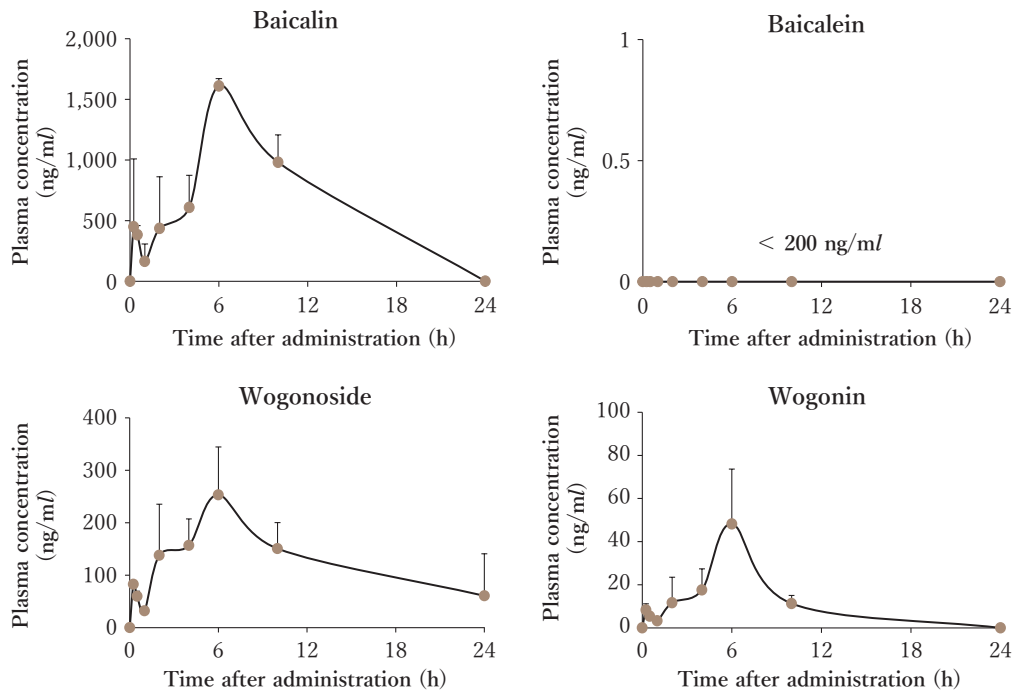 Baicalin
Plasma concentration
(ng/ml)
2,000
1,500
1,000
500
0
0
6
12
18
24
Time after administration (h)
Baicalein
Plasma concentration
(ng/ml)
1
0.5
0
< 200 ng/ml
0
6
12
18
24
Time after administration (h)
Wogonoside
Plasma concentration
(ng/ml)
400
300
200
100
0
0
6
12
18
24
Time after administration (h)
Wogonin
Plasma concentration
(ng/ml)
100
80
60
40
20
0
0
6
12
18
24
Time after administration (h)